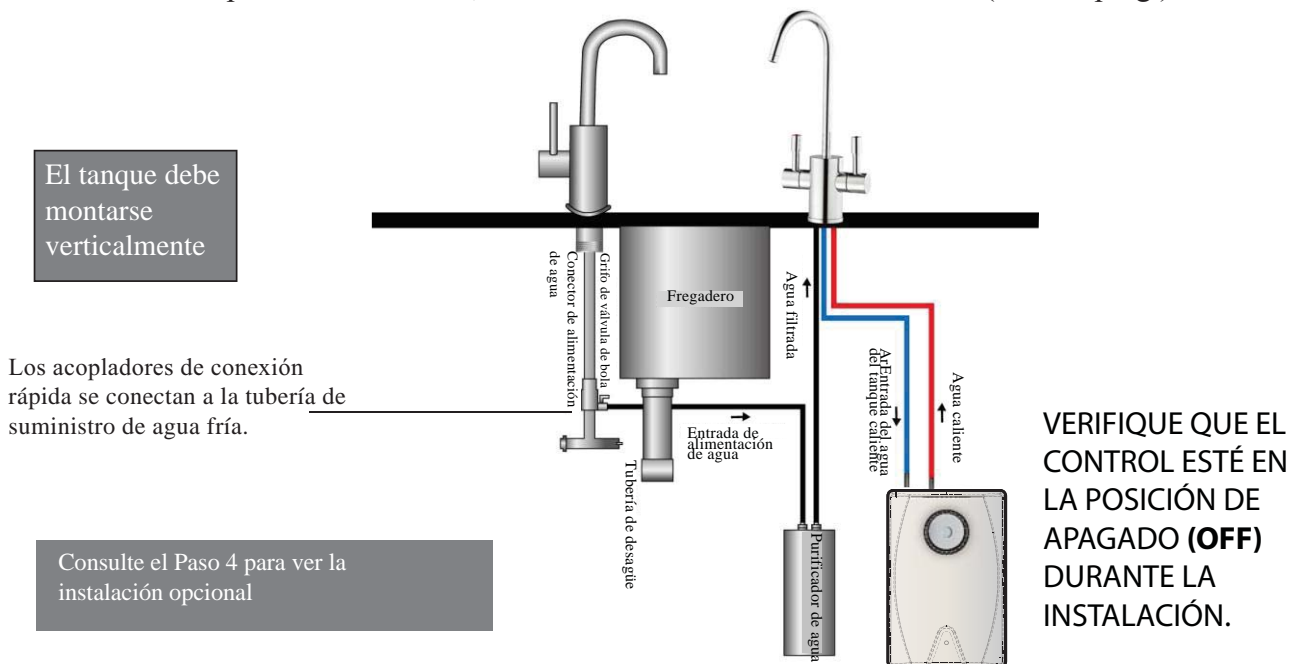 El tanque debe
montarse
verticalmente
Los acopladores de conexión
rápida se conectan a la tubería de
suministro de agua fría.
Consulte el Paso 4 para ver la
instalación opcional
Conector de alimentación
de agua
Grifo de válvula de bola
Fregadero
Tubería de desagüe
Entrada de
alimentación
de agua
Agua filtrada
Purificador de agua
ArEntrada del agua
del tanque caliente
Agua caliente
VERIFIQUE QUE EL
CONTROL ESTÉ EN
LA POSICIÓN DE
APAGADO (OFF)
DURANTE LA
INSTALACIÓN.